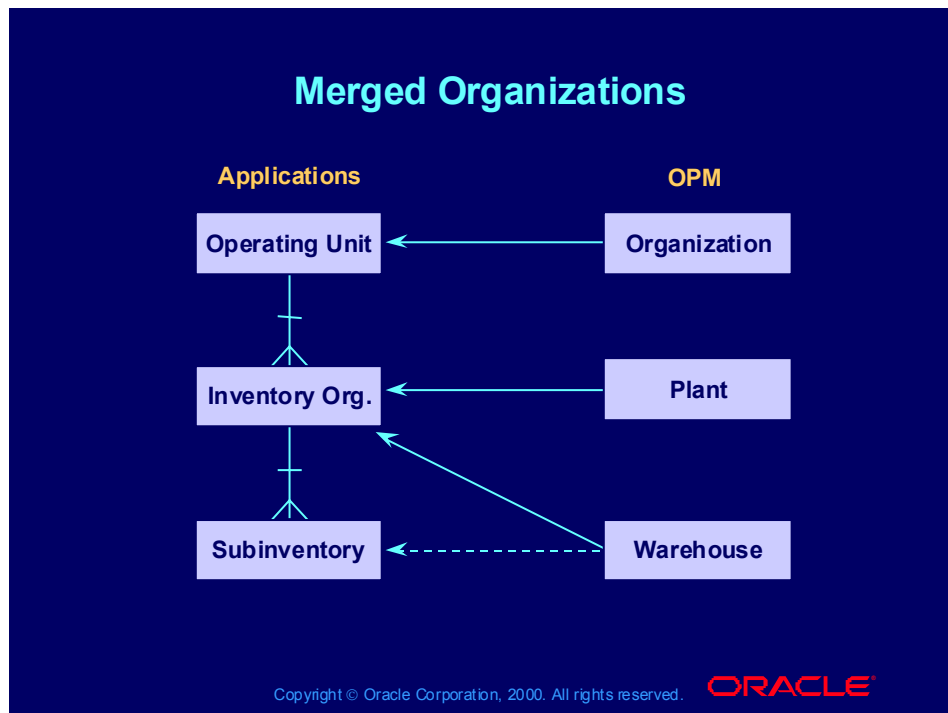 Merged Organizations
Applications
OPM
Operating Unit
Organization
Inventory Org.
Plant
Subinventory
Warehouse
Copyright © Oracle Corporation, 2000. All rights reserved.
ORACLE®